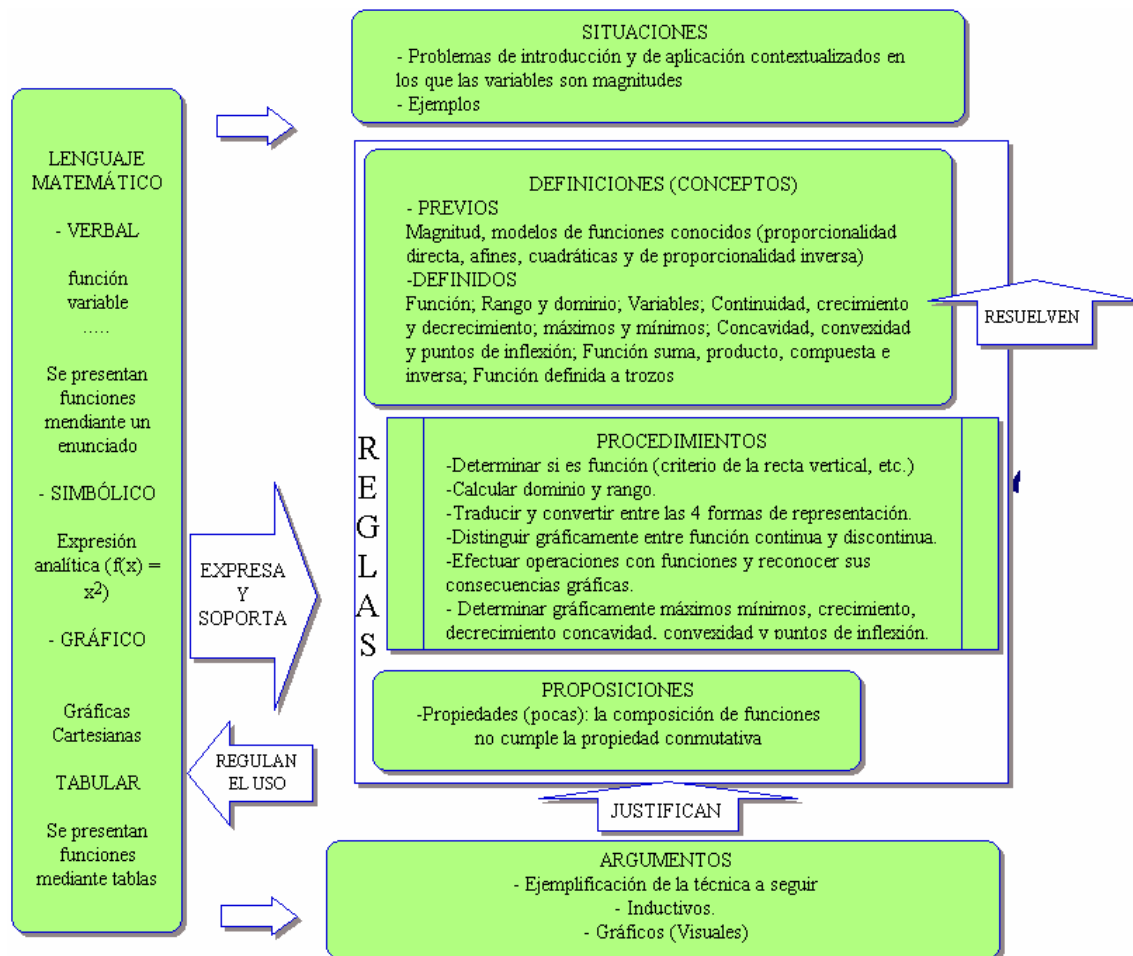 LENGUAJE
MATEMÁTICO
- VERBAL
función
variable
.....
Se presentan
funciones
mendiante un
enunciado
- SIMBÓLICO
Expresión
analítica (f(x) =
x²)
- GRÁFICO
Gráficas
Cartesianas
TABULAR
Se presentan
funciones
mediante tablas
EXPRESA
Y
SOPORTA
REGULAN
EL USO
SITUACIONES
- Problemas de introducción y de aplicación contextualizados en
los que las variables son magnitudes
- Ejemplos
REGLAS
DEFINICIONES (CONCEPTOS)
- PREVIOS
Magnitud, modelos de funciones conocidos (proporcionalidad
directa, afines, cuadráticas y de proporcionalidad inversa)
-DEFINIDOS
Función; Rango y dominio; Variables; Continuidad, crecimiento
y decrecimiento; máximos y mínimos; Concavidad, convexidad
y puntos de inflexión; Función suma, producto, compuesta e
inversa; Función definida a trozos
RESUELVEN
PROCEDIMIENTOS
-Determinar si es función (criterio de la recta vertical, etc.)
-Calcular dominio y rango.
-Traducir y convertir entre las 4 formas de representación.
-Distinguir gráficamente entre función continua y discontinua.
-Efectuar operaciones con funciones y reconocer sus
consecuencias gráficas.
- Determinar gráficamente máximos mínimos, crecimiento,
decrecimiento concavidad, convexidad y puntos de inflexión.
PROPOSICIONES
-Propiedades (pocas): la composición de funciones
no cumple la propiedad conmutativa
JUSTIFICAN
ARGUMENTOS
- Ejemplificación de la técnica a seguir
- Inductivos.
- Gráficos (Visuales)